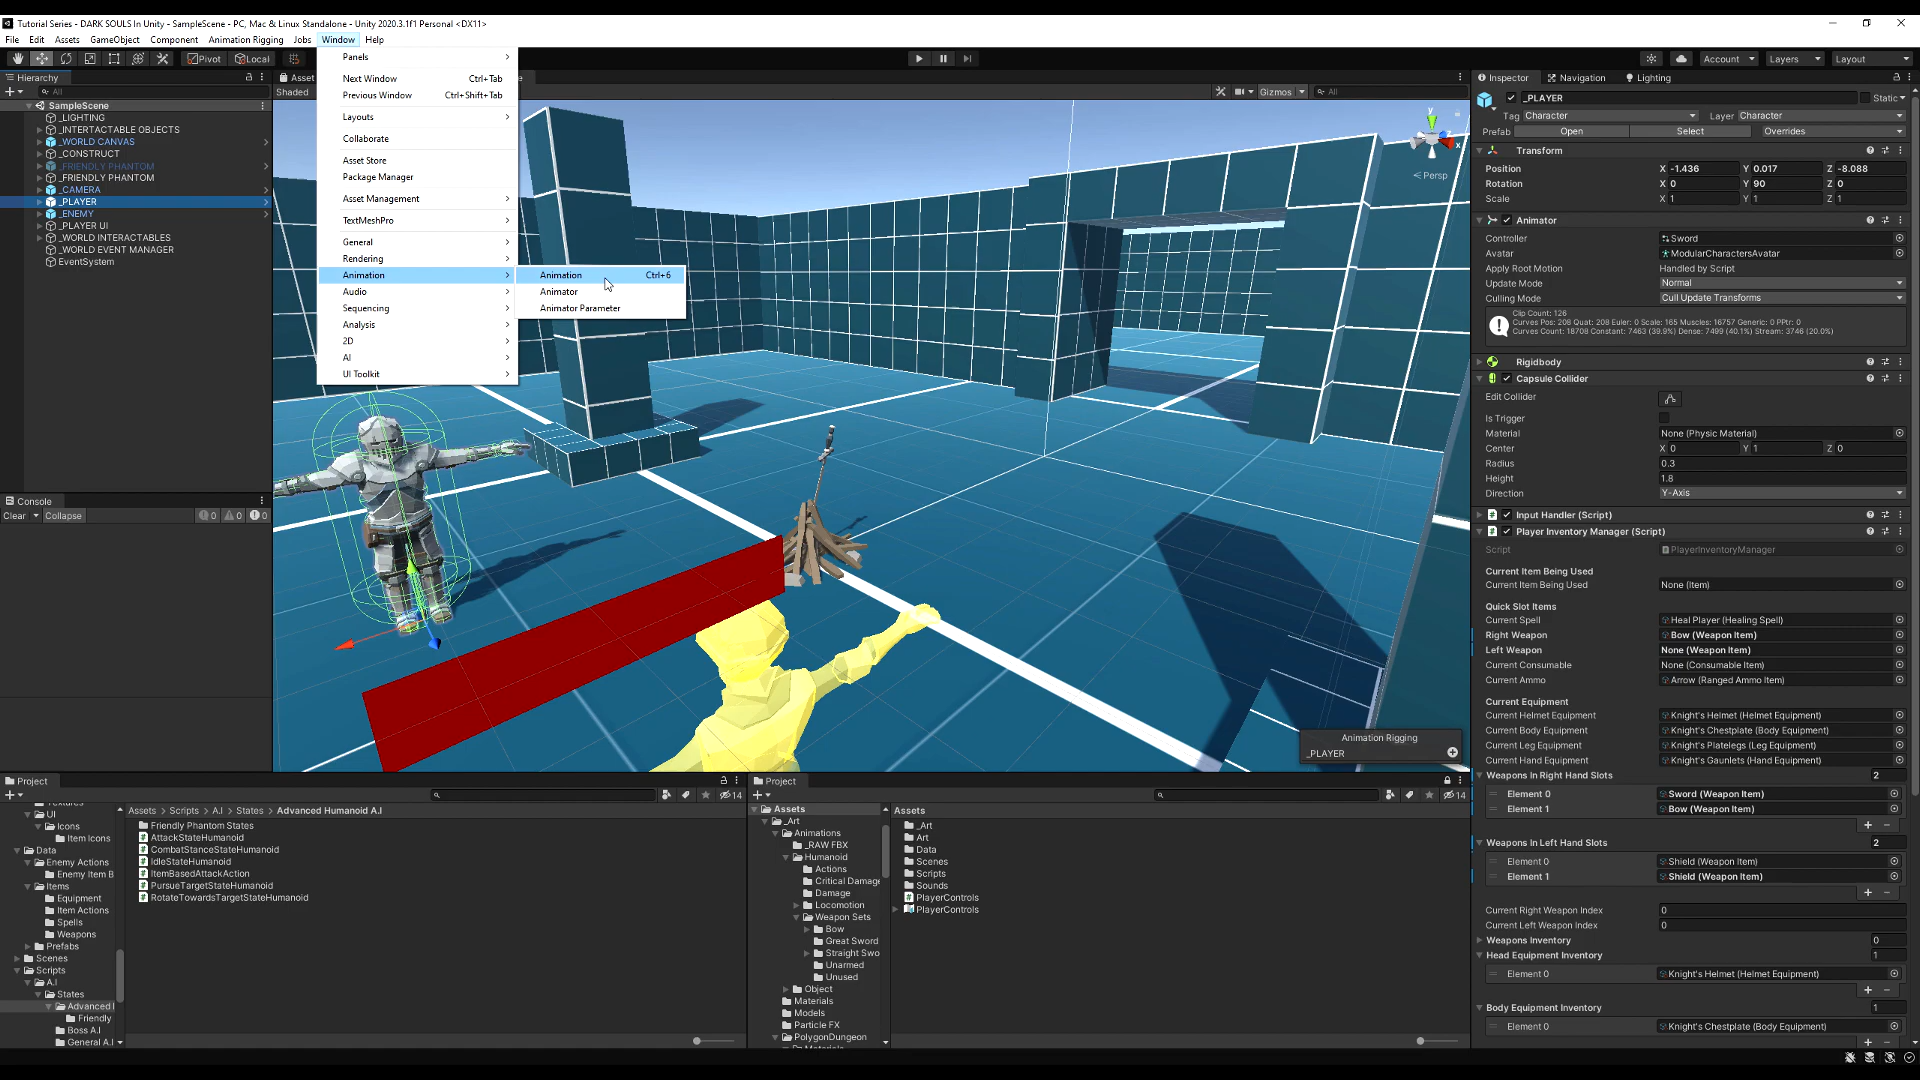 Tutorial Series - DARK SOULS In Unity - SampleScene - PC, Mac & Linux Standalone - Unity 2020.3.1f1 Personal <DX11>
File Edit Assets GameObject Component Animation Rigging Jobs Window Help
Pivot Local Account Layers Layout
Hierarchy
All
SampleScene
_LIGHTING
_INTERTACTABLE OBJECTS
_WORLD CANVAS
_CONSTRUCT
_FRIENDLY PHANTOM
_FRIENDLY PHANTOM
_CAMERA
_PLAYER
_ENEMY
_PLAYER UI
_WORLD INTERACTABLES
_WORLD EVENT MANAGER
EventSystem
Console
Clear Collapse 0 0 0
Asset
Shaded
Gizmos All
Panels
Next Window Ctrl+Tab
Previous Window Ctrl+Shift+Tab
Layouts
Collaborate
Asset Store
Package Manager
Asset Management
TextMeshPro
General
Rendering
Animation
Audio
Sequencing
Analysis
2D
AI
UI Toolkit
Animation Ctrl+6
Animator
Animator Parameter
y
x
Persp
Animation Rigging
_PLAYER
Inspector Navigation Lighting
_PLAYER Static
Tag Character Layer Character
Prefab Open Select Overrides
Transform
Position X -1.436 Y 0.017 Z -8.088
Rotation X 0 Y 90 Z 0
Scale X 1 Y 1 Z 1
Animator
Controller Sword
Avatar ModularCharactersAvatar
Apply Root Motion Handled by Script
Update Mode Normal
Culling Mode Cull Update Transforms
Clip Count: 126
Curves Pos: 208 Quat: 208 Euler: 0 Scale: 165 Muscles: 16757 Generic: 0 PPtr: 0
Curves Count: 18708 Constant: 7463 (39.9%) Dense: 7499 (40.1%) Stream: 3746 (20.0%)
Rigidbody
Capsule Collider
Edit Collider
Is Trigger
Material None (Physic Material)
Center X 0 Y 1 Z 0
Radius 0.3
Height 1.8
Direction Y-Axis
Input Handler (Script)
Player Inventory Manager (Script)
Script PlayerInventoryManager
Current Item Being Used
Current Item Being Used None (Item)
Quick Slot Items
Current Spell Heal Player (Healing Spell)
Right Weapon Bow (Weapon Item)
Left Weapon None (Weapon Item)
Current Consumable None (Consumable Item)
Current Ammo Arrow (Ranged Ammo Item)
Current Equipment
Current Helmet Equipment Knight's Helmet (Helmet Equipment)
Current Body Equipment Knight's Chestplate (Body Equipment)
Current Leg Equipment Knight's Platelegs (Leg Equipment)
Current Hand Equipment Knight's Gaunlets (Hand Equipment)
Weapons In Right Hand Slots 2
Element 0 Sword (Weapon Item)
Element 1 Bow (Weapon Item)
Weapons In Left Hand Slots 2
Element 0 Shield (Weapon Item)
Element 1 Shield (Weapon Item)
Current Right Weapon Index 0
Current Left Weapon Index 0
Weapons Inventory 0
Head Equipment Inventory 1
Element 0 Knight's Helmet (Helmet Equipment)
Body Equipment Inventory 1
Element 0 Knight's Chestplate (Body Equipment)
Project
14
UI
Icons
Item Icons
Data
Enemy Actions
Enemy Item B
Items
Equipment
Item Actions
Spells
Weapons
Prefabs
Scenes
Scripts
A.I
States
Advanced
Friendly
Boss A.I
General A.I
Assets > Scripts > A.I > States > Advanced Humanoid A.I
Friendly Phantom States
AttackStateHumanoid
CombatStanceStateHumanoid
IdleStateHumanoid
ItemBasedAttackAction
PursueTargetStateHumanoid
RotateTowardsTargetStateHumanoid
Project
14
Assets
_Art
Animations
_RAW FBX
Humanoid
Actions
Critical Damage
Damage
Locomotion
Weapon Sets
Bow
Great Sword
Straight Swo
Unarmed
Unused
Object
Materials
Models
Particle FX
PolygonDungeon
Assets
_Art
Art
Data
Scenes
Scripts
Sounds
PlayerControls
PlayerControls